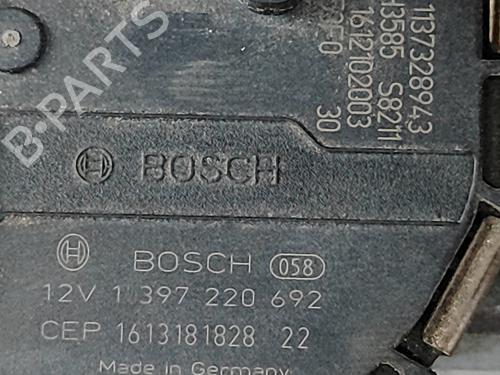 1137328943
H3585 S8211
1612102003
30
BOSCH
BOSCH 058
12V 1 397 220 692
CEP 1613181828 22
Made in Germany
B-PARTS